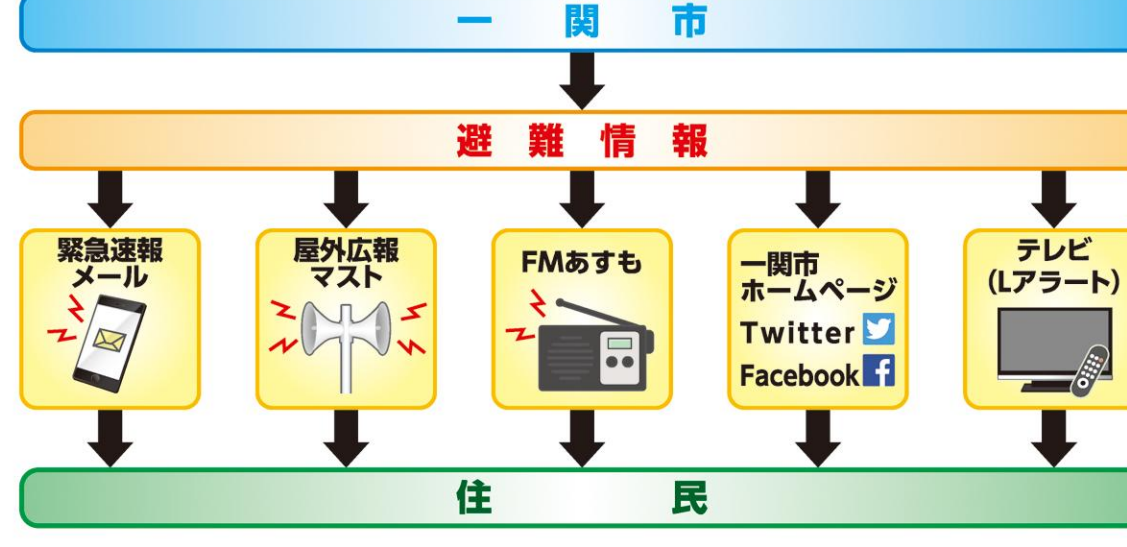 一関市
避難情報
緊急速報
メール
屋外広報
マスト
FMあすも
一関市
ホームページ
Twitter
Facebook
テレビ
(Lアラート)
住民